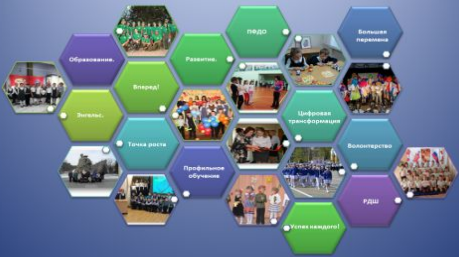 ПФДО
Большая
перемена
Образование.
Развитие.
Вперед!
Энгельс.
Цифровая
трансформация
Точка роста
Волонтерство
Профильное
обучение
РДШ
Успех каждого!